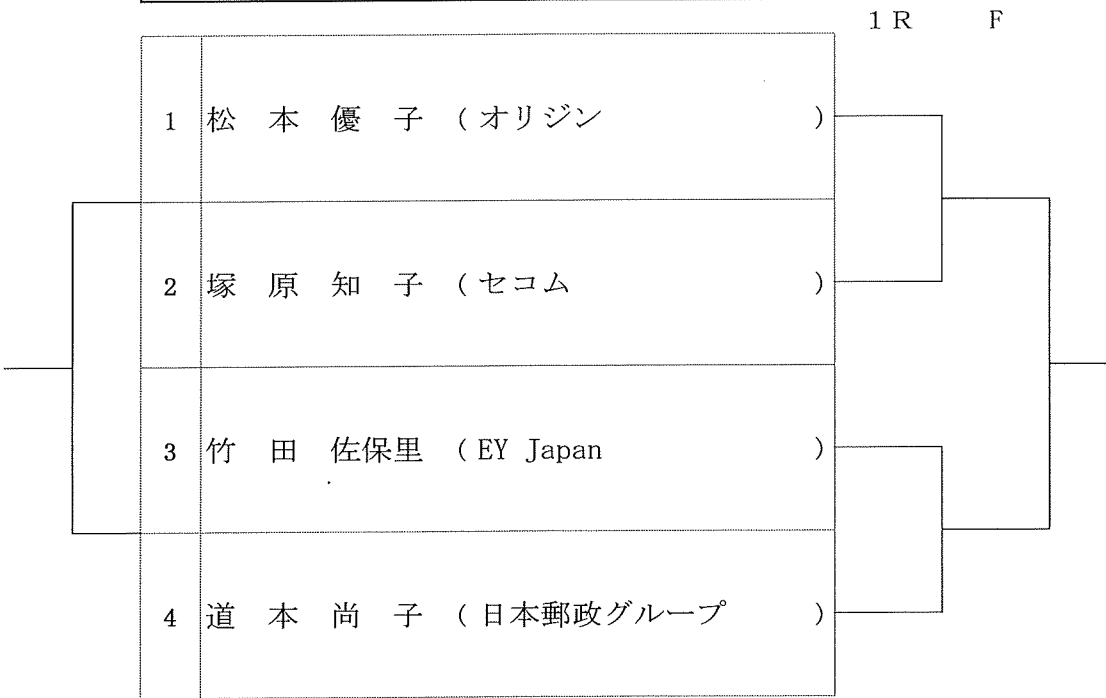 1R F
1 松本優子 (オリジン)
2 塚原知子 (セコム)
3 竹田佐保里 (EY Japan)
4 道本尚子 (日本郵政グループ)